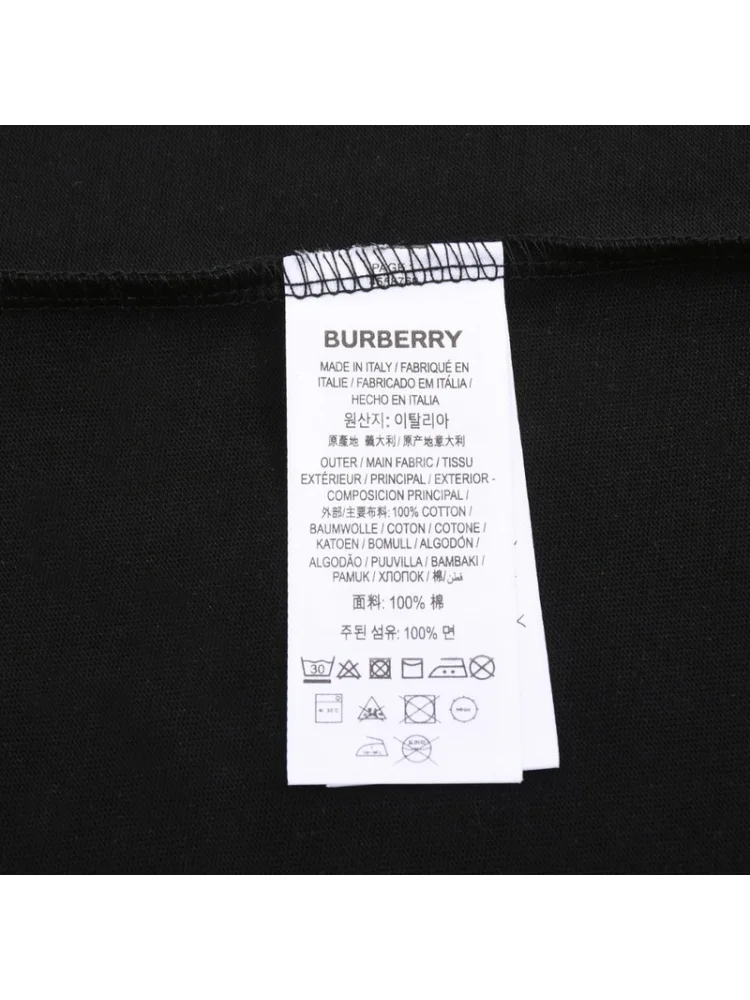 PAGE 1
BURBERRY
MADE IN ITALY / FABRIQUÉ EN
ITALIE / FABRICADO EM ITÁLIA /
HECHO EN ITALIA
원산지: 이탈리아
原產地 義大利 / 原产地意大利
OUTER / MAIN FABRIC / TISSU
EXTÉRIEUR / PRINCIPAL / EXTERIOR -
COMPOSICION PRINCIPAL /
外部/主要布料: 100% COTTON /
BAUMWOLLE / COTON / COTONE /
KATOEN / BOMULL / ALGODÓN /
ALGODÃO / PUUVILLA / BAMBAKI /
PAMUK / ХЛОПОК / 棉/قطن
面料: 100% 棉
주된 섬유: 100% 면
30